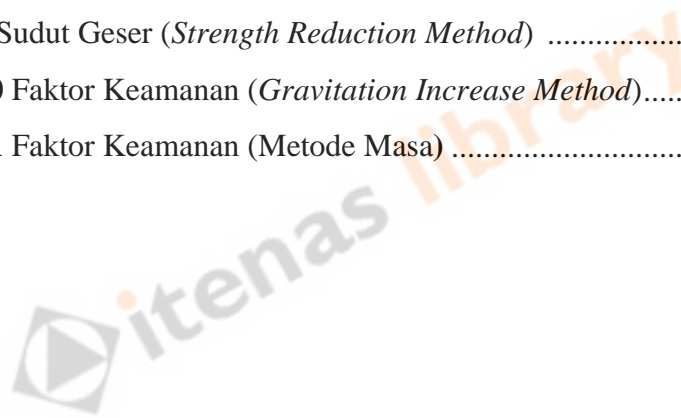 Sudut Geser (Strength Reduction Method) ..................
Faktor Keamanan (Gravitation Increase Method)......
Faktor Keamanan (Metode Masa) .............................
itenas library